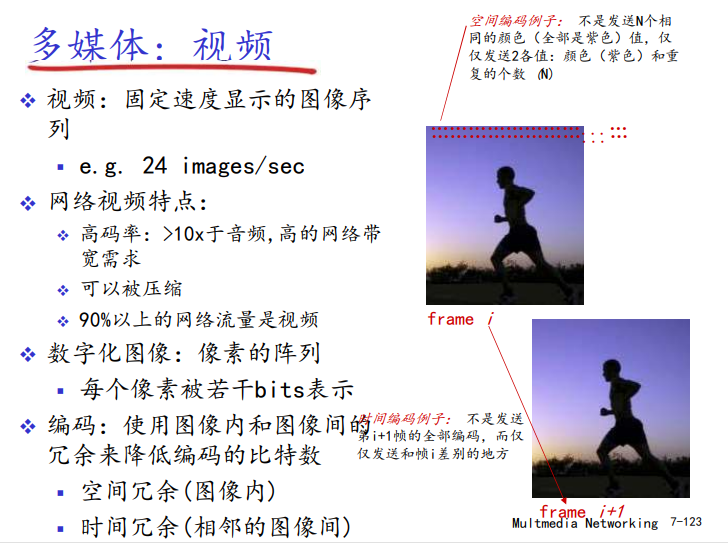 多媒体: 视频
❖ 视频: 固定速度显示的图像序
列
▪ e.g. 24 images/sec
❖ 网络视频特点:
❖ 高码率: >10x于音频,高的网络带
宽需求
❖ 可以被压缩
❖ 90%以上的网络流量是视频
❖ 数字化图像: 像素的阵列
▪ 每个像素被若干bits表示
❖ 编码: 使用图像内和图像间的
冗余来降低编码的比特数
▪ 空间冗余(图像内)
▪ 时间冗余(相邻的图像间)
空间编码例子: 不是发送N个相
同的颜色 (全部是紫色) 值, 仅
仅发送2各值: 颜色 (紫色) 和重
复的个数 (N)
frame i
时间编码例子: 不是发送
第i+1帧的全部编码, 而仅
仅发送和帧i差别的地方
frame i+1
Multmedia Networking 7-123